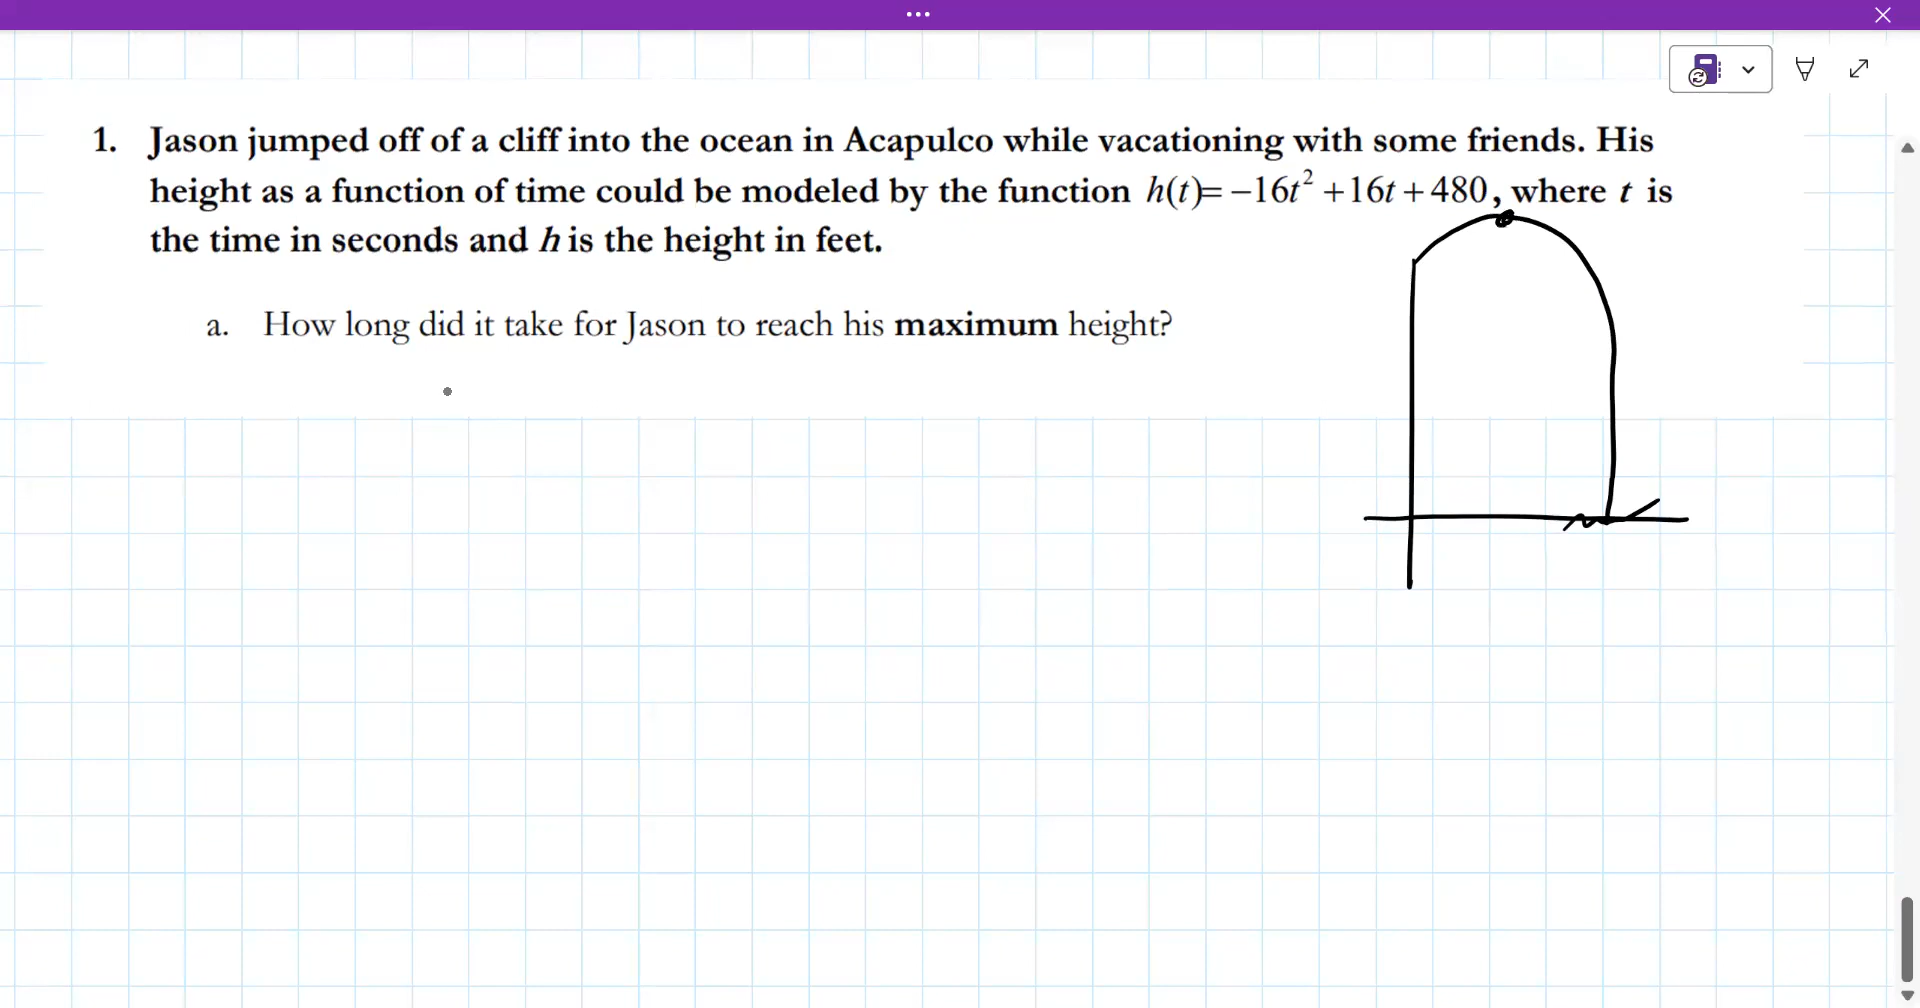 1. Jason jumped off of a cliff into the ocean in Acapulco while vacationing with some friends. His
height as a function of time could be modeled by the function h(t)=−16t²+16t+480, where t is
the time in seconds and h is the height in feet.
a. How long did it take for Jason to reach his maximum height?